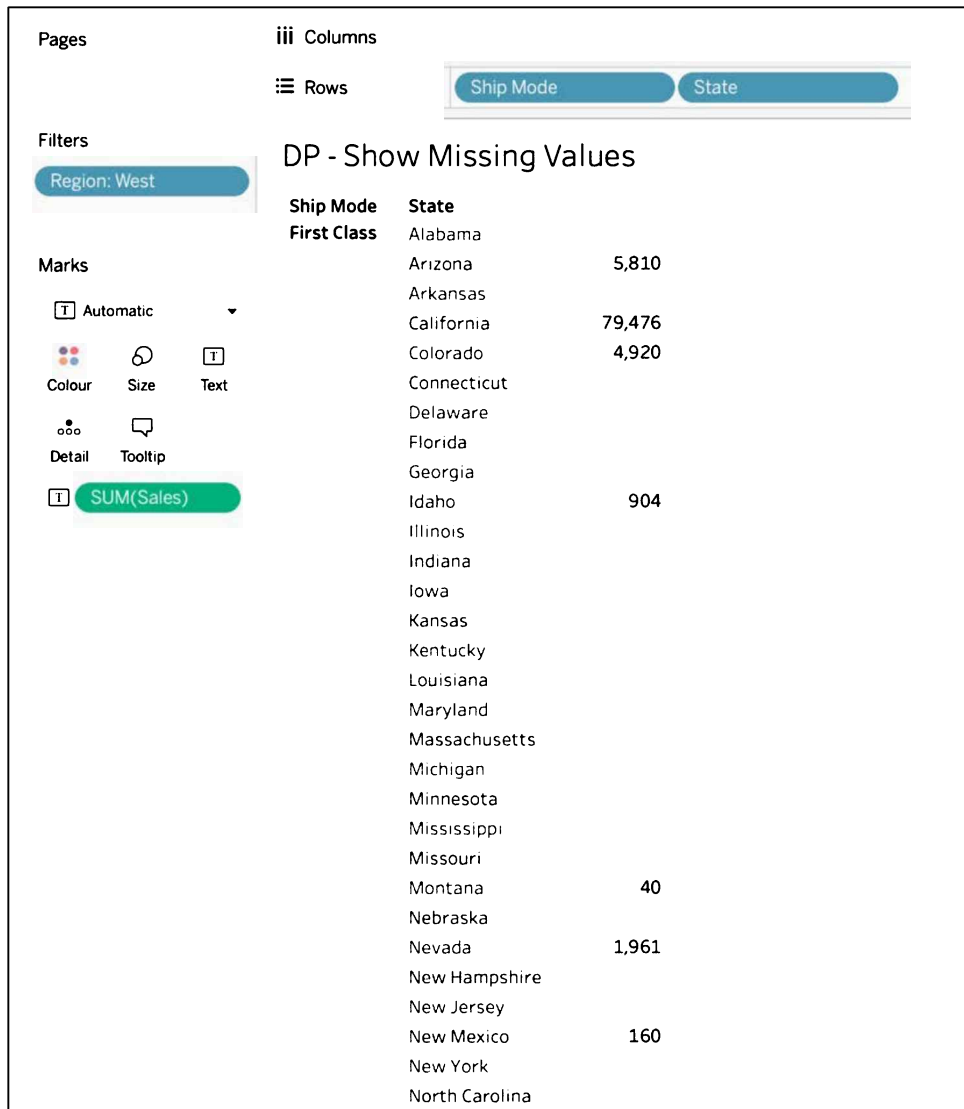 Pages
iii Columns
Rows
Ship Mode State
Filters
Region: West
DP - Show Missing Values
Marks
T Automatic
Colour Size Text
Detail Tooltip
T SUM(Sales)
Ship Mode State
First Class Alabama
Arizona 5,810
Arkansas
California 79,476
Colorado 4,920
Connecticut
Delaware
Florida
Georgia
Idaho 904
Illinois
Indiana
Iowa
Kansas
Kentucky
Louisiana
Maryland
Massachusetts
Michigan
Minnesota
Mississippi
Missouri
Montana 40
Nebraska
Nevada 1,961
New Hampshire
New Jersey
New Mexico 160
New York
North Carolina